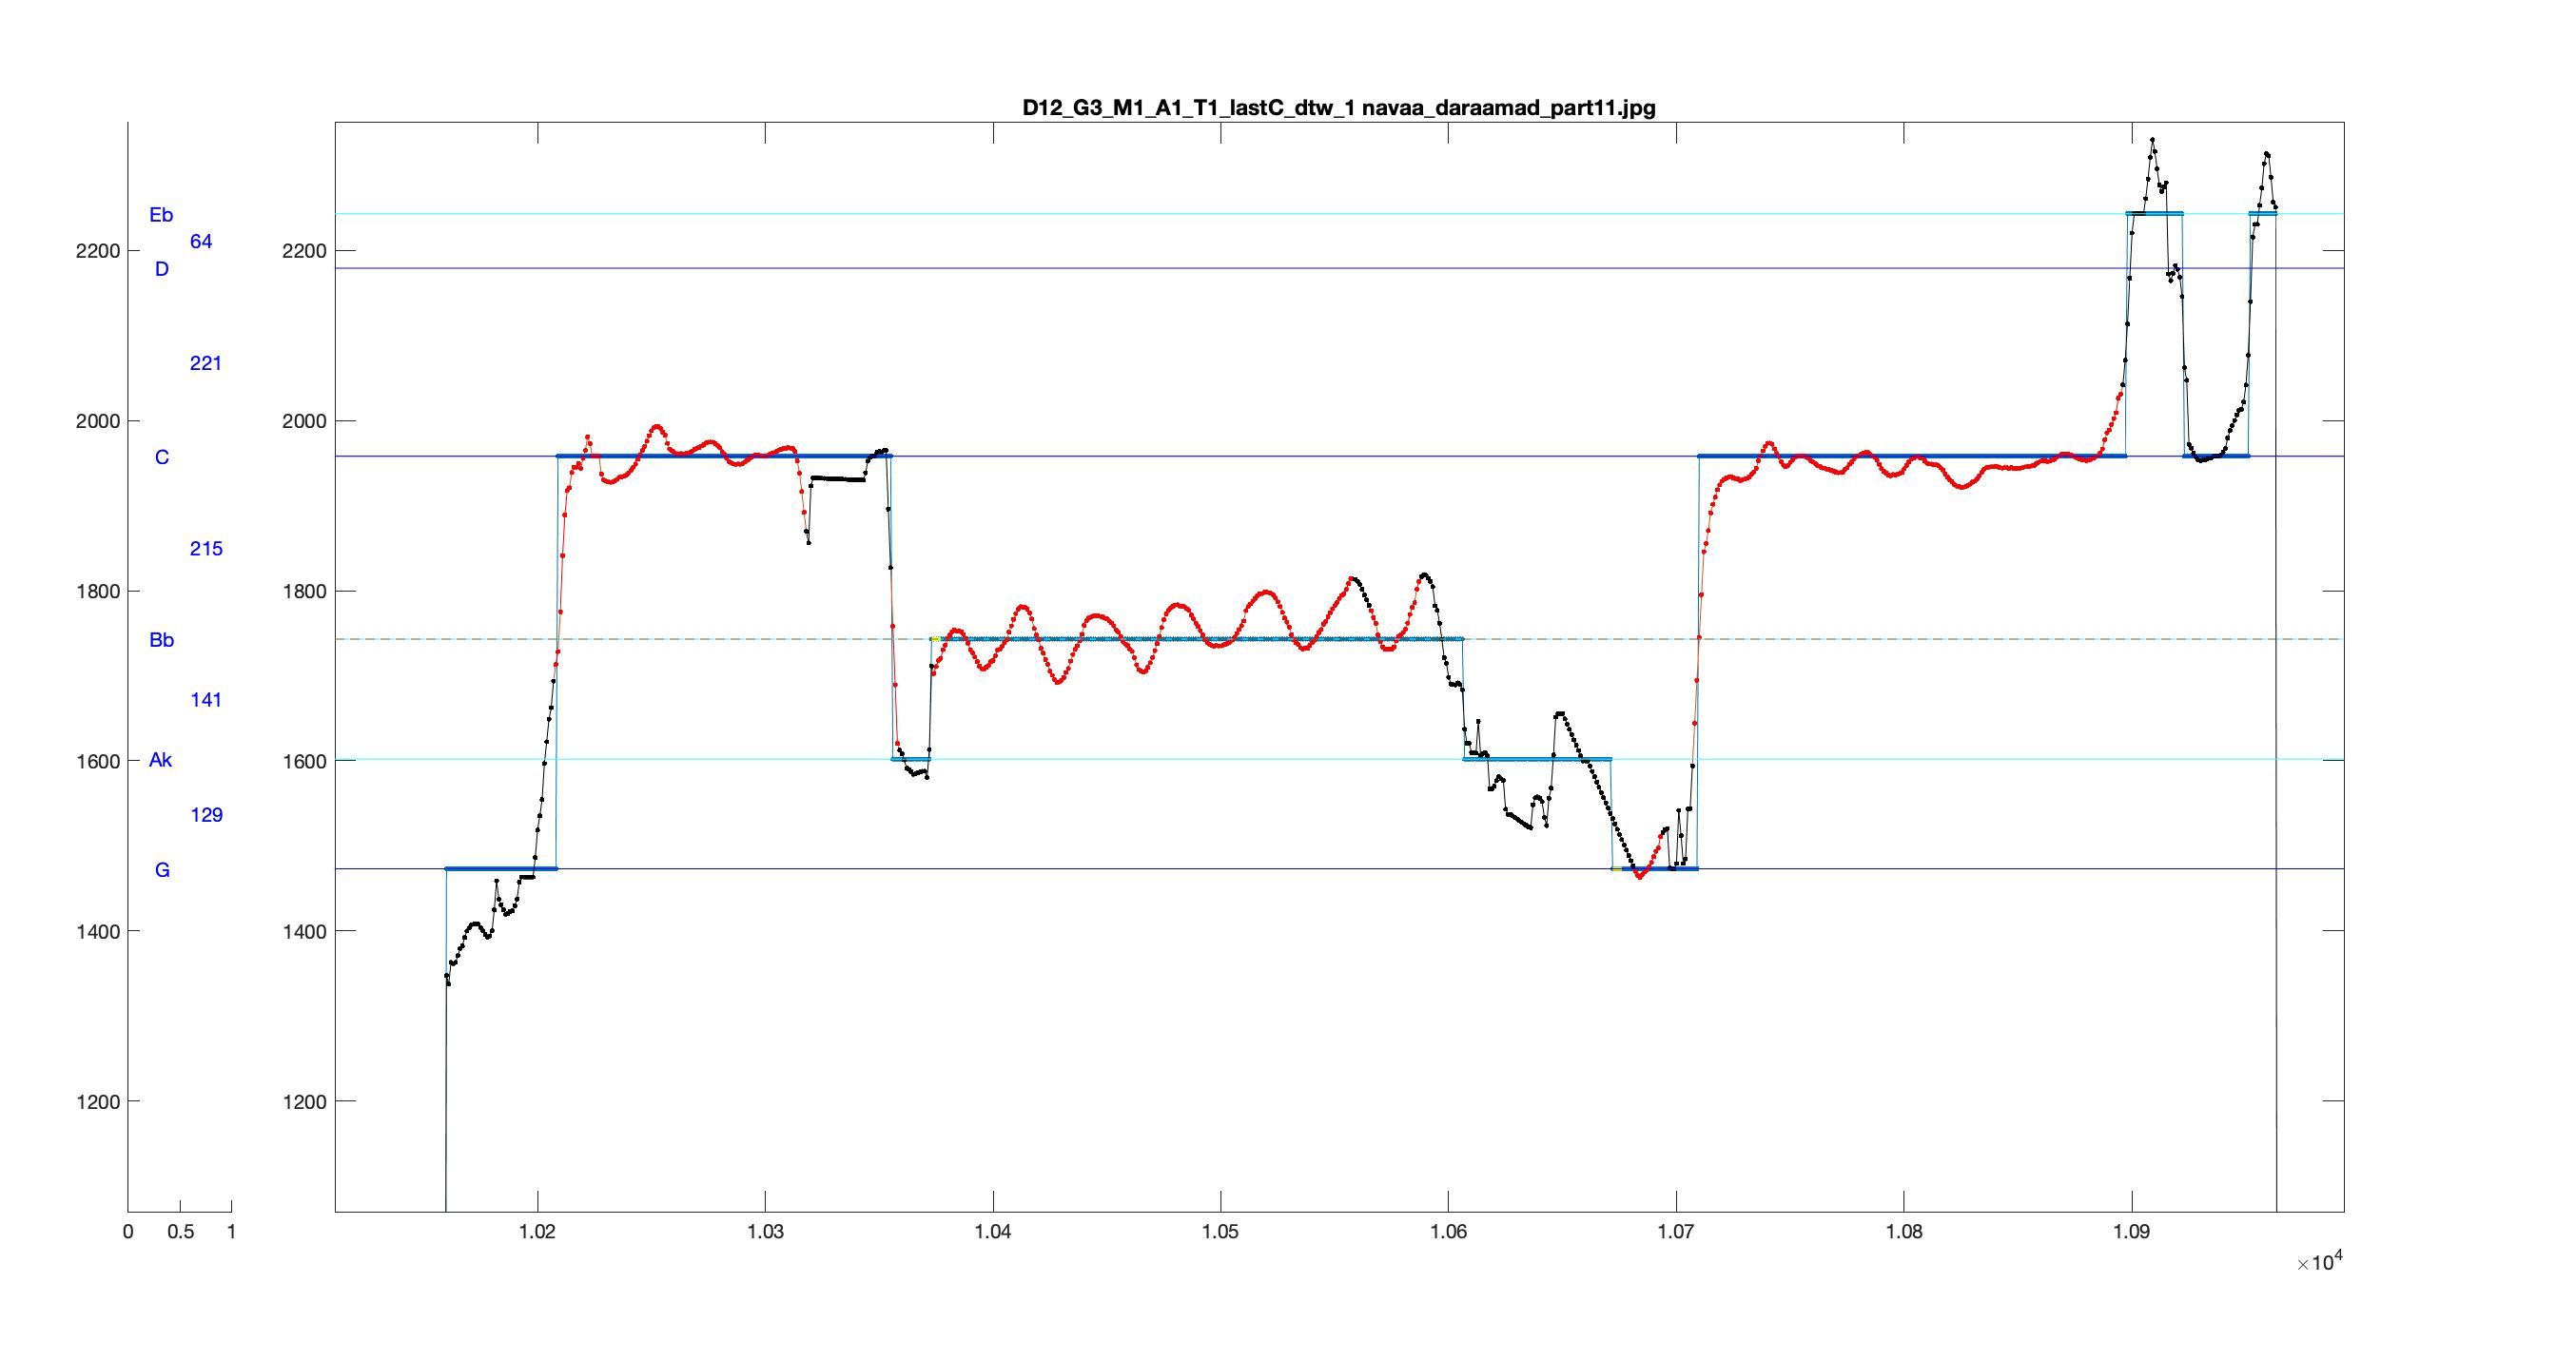 D12_G3_M1_A1_T1_lastC_dtw_1 navaa_daraamad_part11.jpg
Eb
64
2200 2200
D
221
2000 2000
C
215
1800 1800
Bb
141
1600 Ak 1600
129
G
1400 1400
1200 1200
0 0.5 1 1.02 1.03 1.04 1.05 1.06 1.07 1.08 1.09
×10⁴